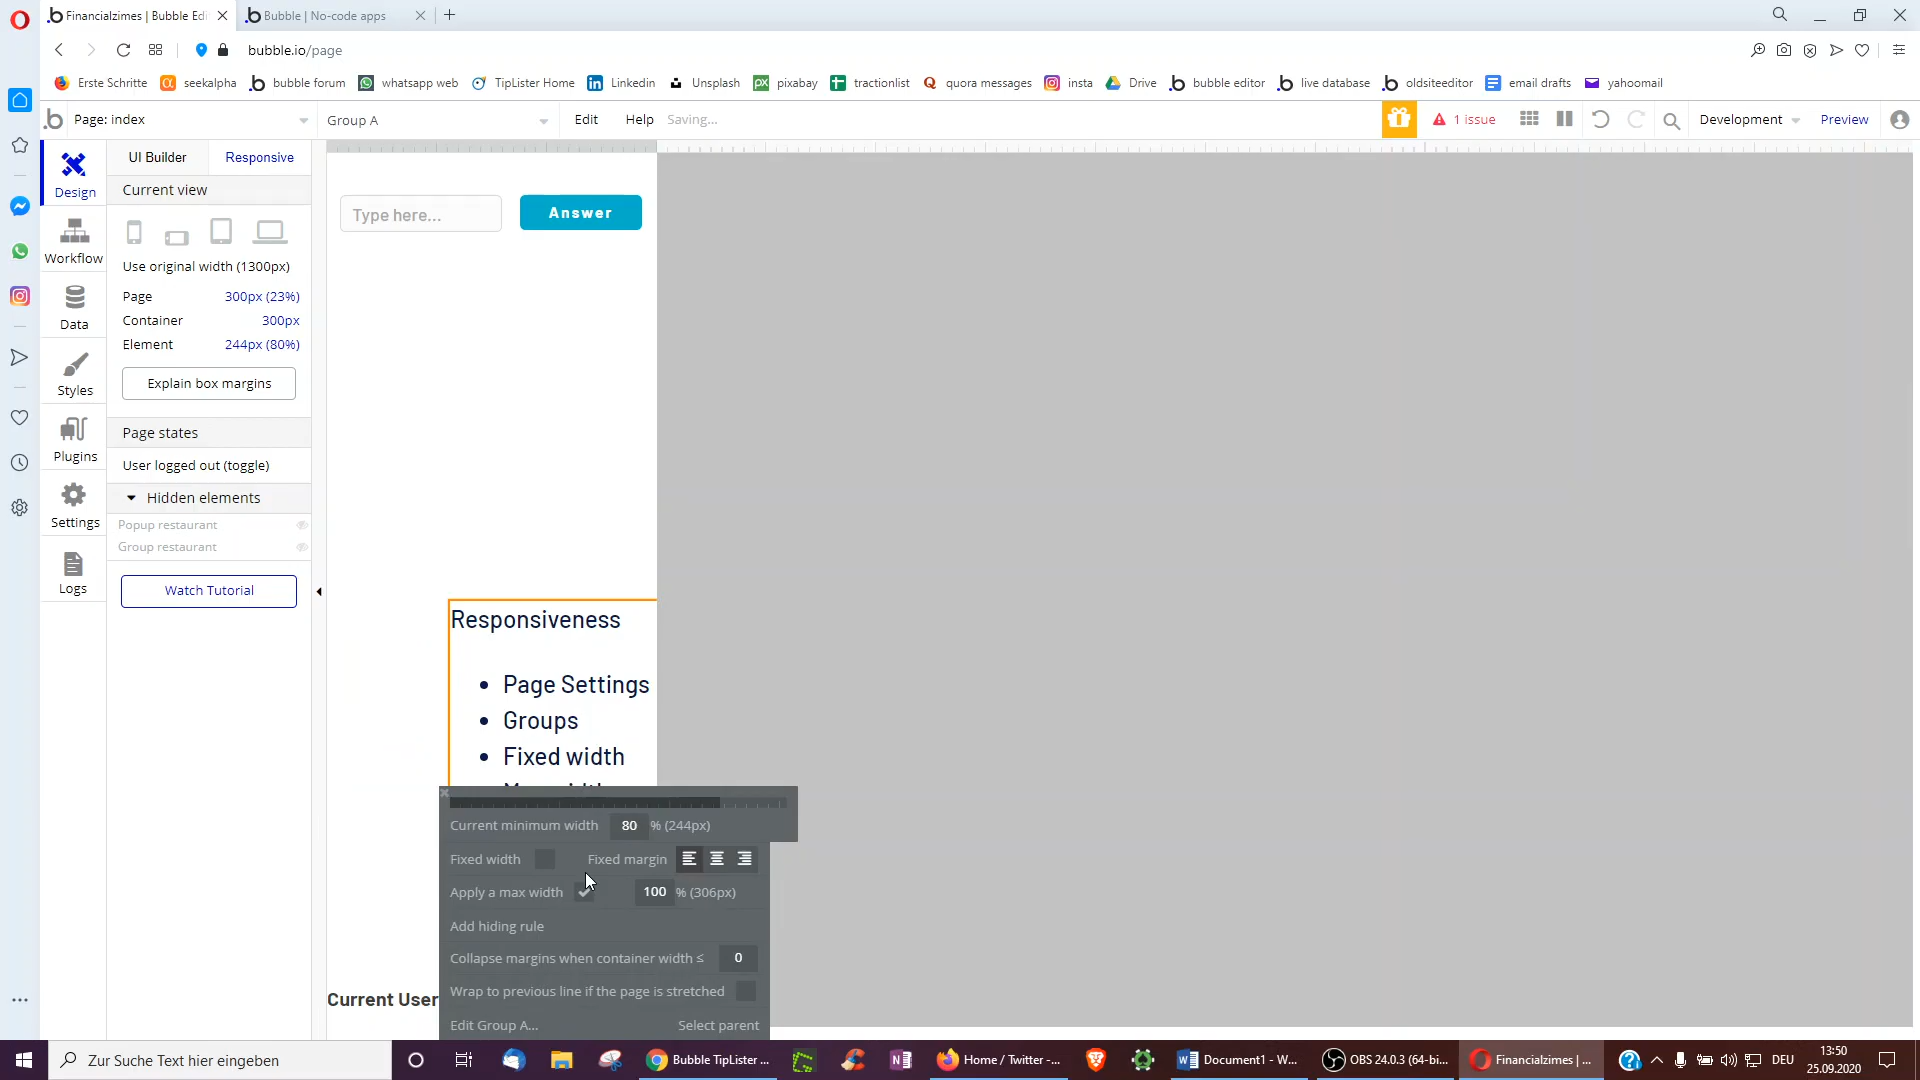 Financialzimes | Bubble Edi
Bubble | No-code apps
bubble.io/page
Erste Schritte
seekalpha
bubble forum
whatsapp web
TipLister Home
Linkedin
Unsplash
pixabay
tractionlist
quora messages
insta
Drive
bubble editor
live database
oldsiteeditor
email drafts
yahoomail
Page: index
Group A
Edit
Help
Saving...
1 issue
Development
Preview
Design
Workflow
Data
Styles
Plugins
Settings
Logs
UI Builder
Responsive
Current view
Use original width (1300px)
Page 300px (23%)
Container 300px
Element 244px (80%)
Explain box margins
Page states
User logged out (toggle)
Hidden elements
Popup restaurant
Group restaurant
Watch Tutorial
Type here...
Answer
Responsiveness
Page Settings
Groups
Fixed width
Current minimum width 80 % (244px)
Fixed width Fixed margin
Apply a max width 100 % (306px)
Add hiding rule
Collapse margins when container width ≤ 0
Wrap to previous line if the page is stretched
Edit Group A... Select parent
Current User
Zur Suche Text hier eingeben
Bubble TipLister ...
Home / Twitter -...
Document1 - W...
OBS 24.0.3 (64-bi...
Financialzimes | ...
DEU
13:50
25.09.2020